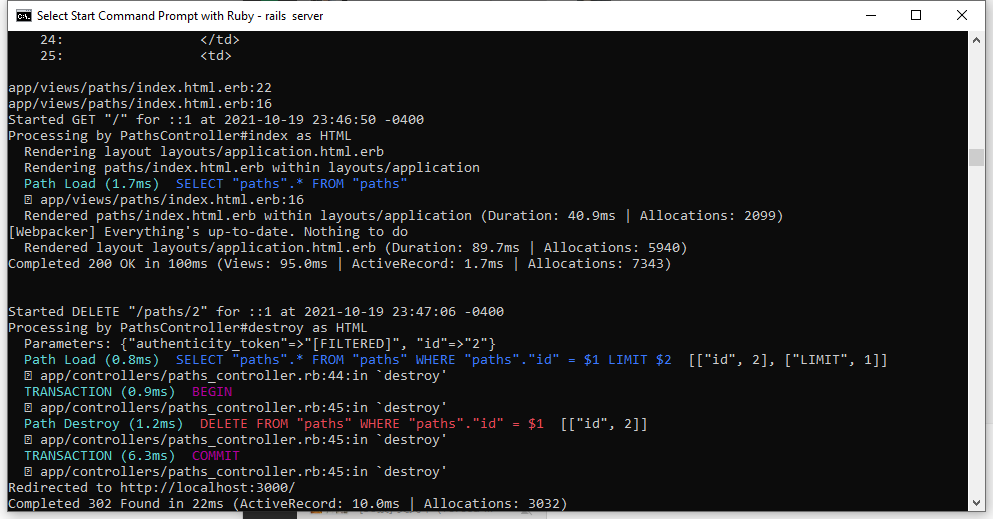 Select Start Command Prompt with Ruby - rails  server
    24:                 </td>
    25:                 <td>
app/views/paths/index.html.erb:22
app/views/paths/index.html.erb:16
Started GET "/" for ::1 at 2021-10-19 23:46:50 -0400
Processing by PathsController#index as HTML
  Rendering layout layouts/application.html.erb
  Rendering paths/index.html.erb within layouts/application
  Path Load (1.7ms)  SELECT "paths".* FROM "paths"
  app/views/paths/index.html.erb:16
  Rendered paths/index.html.erb within layouts/application (Duration: 40.9ms | Allocations: 2099)
[Webpacker] Everything's up-to-date. Nothing to do
  Rendered layout layouts/application.html.erb (Duration: 89.7ms | Allocations: 5940)
Completed 200 OK in 100ms (Views: 95.0ms | ActiveRecord: 1.7ms | Allocations: 7343)
Started DELETE "/paths/2" for ::1 at 2021-10-19 23:47:06 -0400
Processing by PathsController#destroy as HTML
  Parameters: {"authenticity_token"=>"[FILTERED]", "id"=>"2"}
  Path Load (0.8ms)  SELECT "paths".* FROM "paths" WHERE "paths"."id" = $1 LIMIT $2  [["id", 2], ["LIMIT", 1]]
  app/controllers/paths_controller.rb:44:in `destroy'
  TRANSACTION (0.9ms)  BEGIN
  app/controllers/paths_controller.rb:45:in `destroy'
  Path Destroy (1.2ms)  DELETE FROM "paths" WHERE "paths"."id" = $1  [["id", 2]]
  app/controllers/paths_controller.rb:45:in `destroy'
  TRANSACTION (6.3ms)  COMMIT
  app/controllers/paths_controller.rb:45:in `destroy'
Redirected to http://localhost:3000/
Completed 302 Found in 22ms (ActiveRecord: 10.0ms | Allocations: 3032)